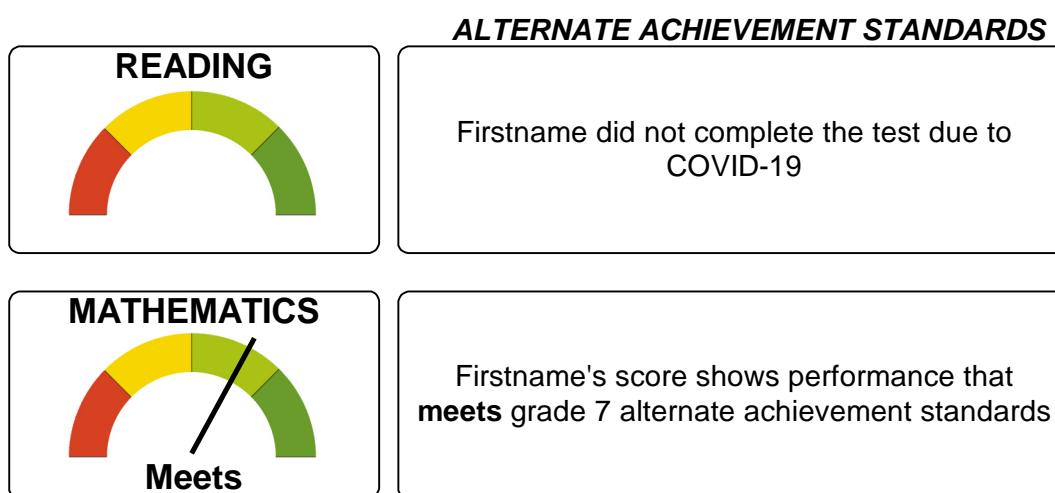 ALTERNATE ACHIEVEMENT STANDARDS
READING
Firstname did not complete the test due to
COVID-19
MATHEMATICS
Meets
Firstname's score shows performance that
meets grade 7 alternate achievement standards